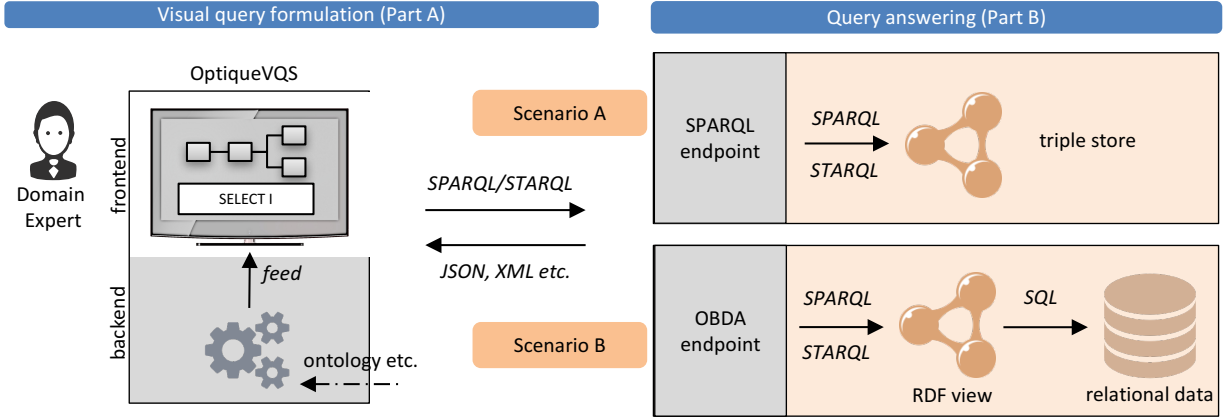 Visual query formulation (Part A)
Query answering (Part B)
OptiqueVQS
Domain
Expert
frontend
SELECT I
feed
backend
ontology etc.
SPARQL/STARQL
JSON, XML etc.
Scenario A
SPARQL
endpoint
SPARQL
STARQL
triple store
Scenario B
OBDA
endpoint
SPARQL
STARQL
RDF view
SQL
relational data